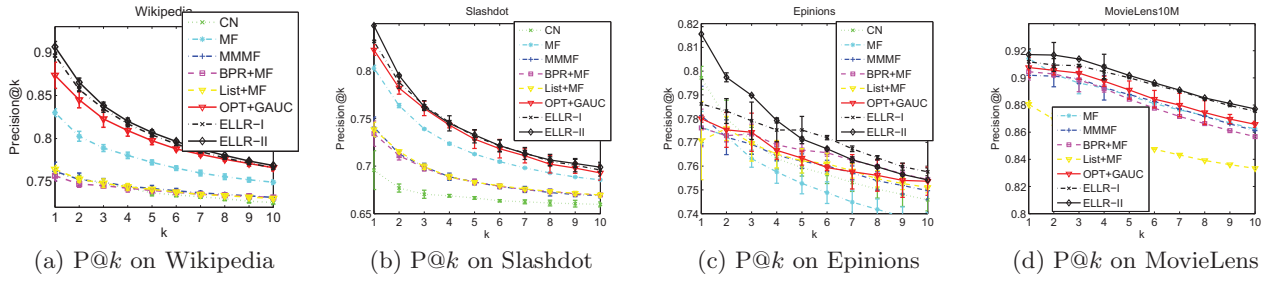 Wikipedia
Precision@k
0.9
0.85
0.8
0.75
1 2 3 4 5 6 7 8 9 10
k
CN
MF
MMMF
BPR+MF
List+MF
OPT+GAUC
ELLR−I
ELLR−II
(a) P@k on Wikipedia
Slashdot
Precision@k
0.8
0.75
0.7
0.65
1 2 3 4 5 6 7 8 9 10
k
CN
MF
MMMF
BPR+MF
List+MF
OPT+GAUC
ELLR−I
ELLR−II
(b) P@k on Slashdot
Epinions
Precision@k
0.82
0.81
0.8
0.79
0.78
0.77
0.76
0.75
0.74
1 2 3 4 5 6 7 8 9 10
k
CN
MF
MMMF
BPR+MF
List+MF
OPT+GAUC
ELLR−I
ELLR−II
(c) P@k on Epinions
MovieLens10M
Precision@k
0.92
0.9
0.88
0.86
0.84
0.82
0.8
1 2 3 4 5 6 7 8 9 10
k
MF
MMMF
BPR+MF
List+MF
OPT+GAUC
ELLR−I
ELLR−II
(d) P@k on MovieLens